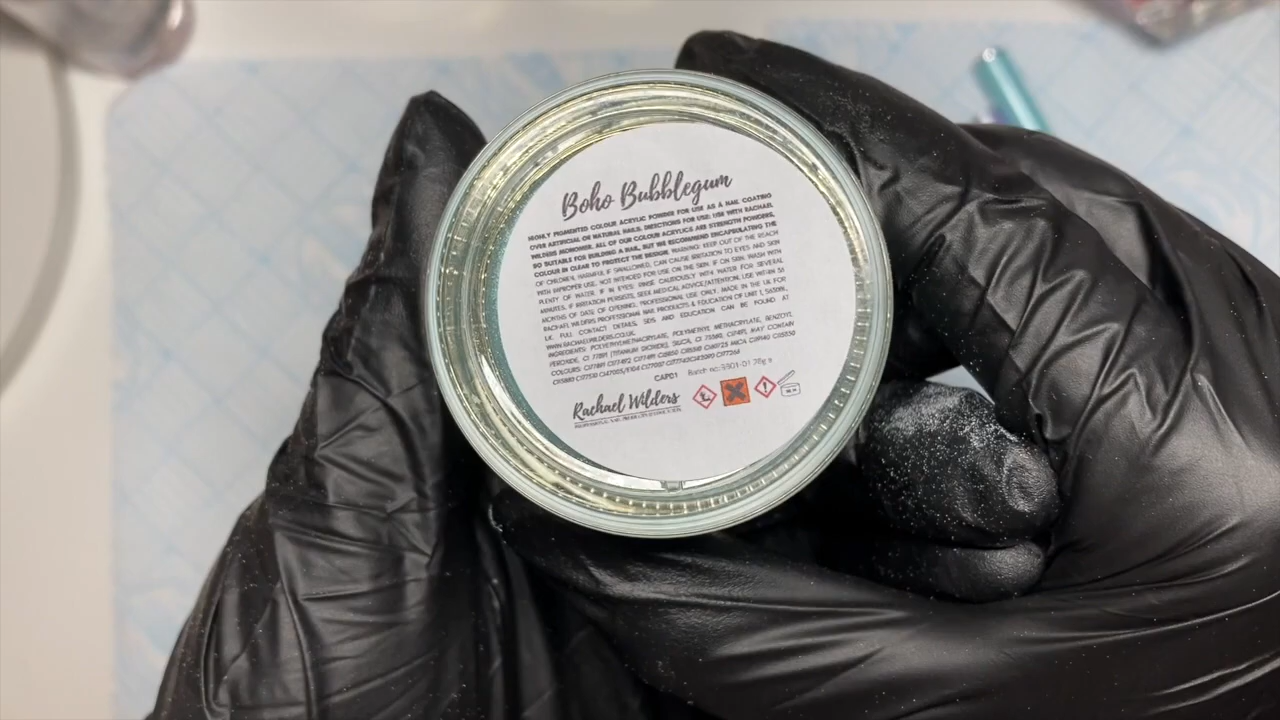 Boho Bubblegum
HIGHLY PIGMENTED COLOUR ACRYLIC POWDER FOR USE AS A NAIL COATING
OVER ARTIFICIAL OR NATURAL NAILS. DIRECTIONS FOR USE: USE WITH RACHAEL
WILDERS MONOMER. ALL OF OUR COLOUR ACRYLICS ARE STRENGTH POWDERS,
SO SUITABLE FOR BUILDING A NAIL, BUT WE RECOMMEND ENCAPSULATING THE
COLOUR IN CLEAR TO PROTECT THE DESIGN. WARNING: KEEP OUT OF THE REACH
OF CHILDREN, HARMFUL IF SWALLOWED, CAN CAUSE IRRITATION TO EYES AND SKIN
WITH IMPROPER USE. NOT INTENDED FOR USE ON THE SKIN. IF ON SKIN: WASH WITH
PLENTY OF WATER. IF IN EYES: RINSE CAUTIOUSLY WITH WATER FOR SEVERAL
MINUTES. IF IRRITATION PERSISTS, SEEK MEDICAL ADVICE/ATTENTION. USE WITHIN 36
MONTHS OF DATE OF OPENING. PROFESSIONAL USE ONLY. MADE IN THE UK FOR
RACHAEL WILDERS PROFESSIONAL NAIL PRODUCTS & EDUCATION OF UNIT 1,
UK. FULL CONTACT DETAILS, SDS AND EDUCATION CAN BE FOUND AT
WWW.RACHAELWILDERS.CO.UK
INGREDIENTS: POLYETHYLMETHACRYLATE, POLYMETHYL METHACRYLATE, BENZOYL
PEROXIDE, CI 77891 (TITANIUM DIOXIDE), SILICA, MAY CONTAIN
COLOURS: MICA
CAP01 Batch no:
Rachael Wilders